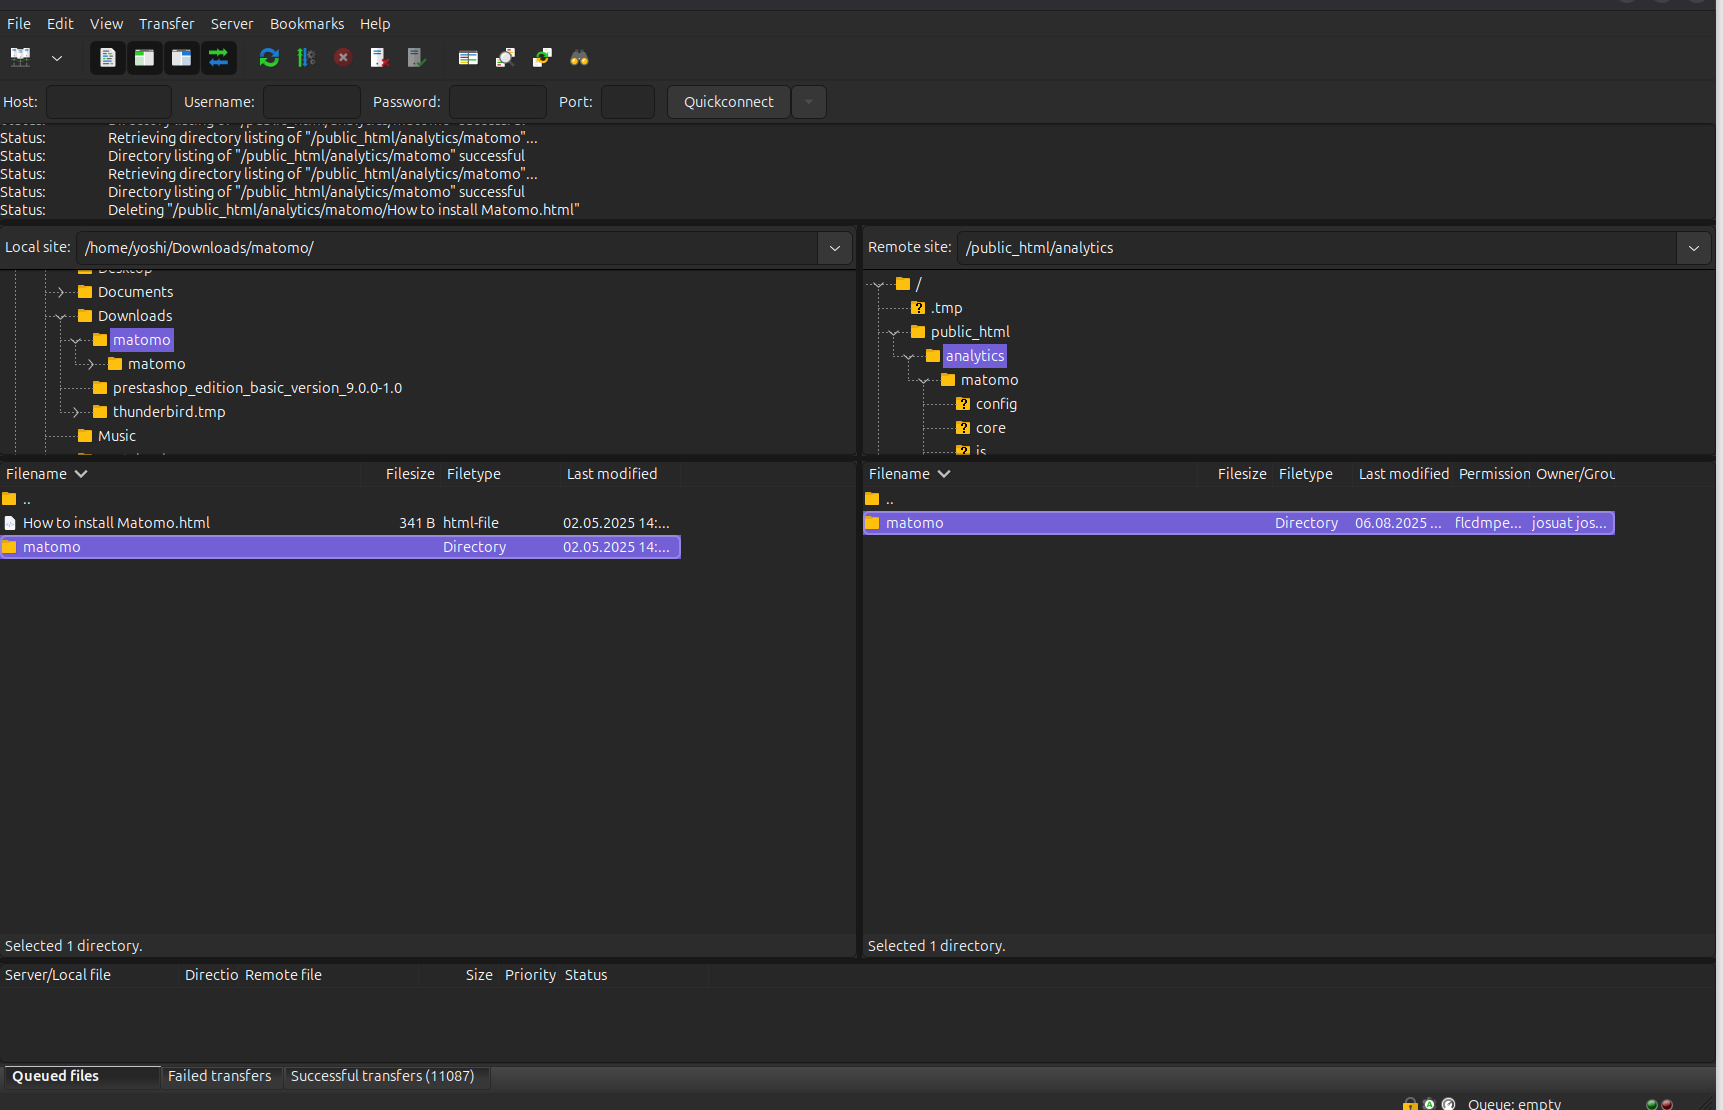 File Edit View Transfer Server Bookmarks Help
Host: Username: Password: Port: Quickconnect
Status: Retrieving directory listing of "/public_html/analytics/matomo"...
Status: Directory listing of "/public_html/analytics/matomo" successful
Status: Retrieving directory listing of "/public_html/analytics/matomo"...
Status: Directory listing of "/public_html/analytics/matomo" successful
Status: Deleting "/public_html/analytics/matomo/How to install Matomo.html"
Local site: /home/yoshi/Downloads/matomo/
Desktop
Documents
Downloads
matomo
matomo
prestashop_edition_basic_version_9.0.0-1.0
thunderbird.tmp
Music
Filename Filesize Filetype Last modified
..
How to install Matomo.html 341 B html-file 02.05.2025 14:...
matomo Directory 02.05.2025 14:...
Selected 1 directory.
Remote site: /public_html/analytics
/
.tmp
public_html
analytics
matomo
config
core
js
Filename Filesize Filetype Last modified Permission Owner/Grou
..
matomo Directory 06.08.2025 ... flcdmpe... josuat jos...
Selected 1 directory.
Server/Local file Directio Remote file Size Priority Status
Queued files Failed transfers Successful transfers (11087)
Queue: empty